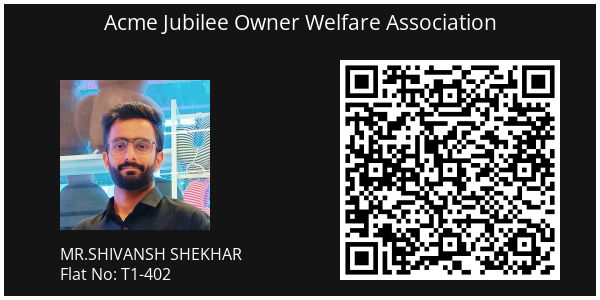 Acme Jubilee Owner Welfare Association
MR.SHIVANSH SHEKHAR
Flat No: T1-402